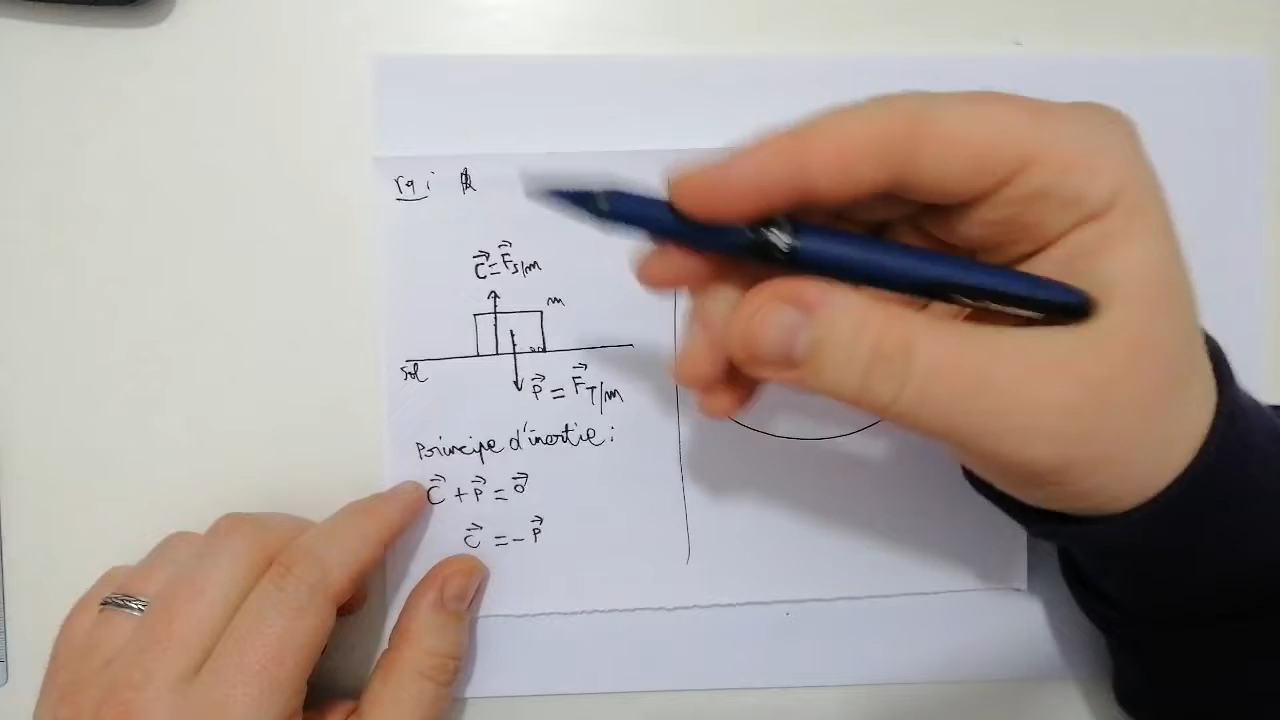 rq:
C⃗ = F⃗ S/m
m
sol
P⃗ = F⃗ T/m
Principe d'inertie :
C⃗ + P⃗ = 0⃗
C⃗ = - P⃗